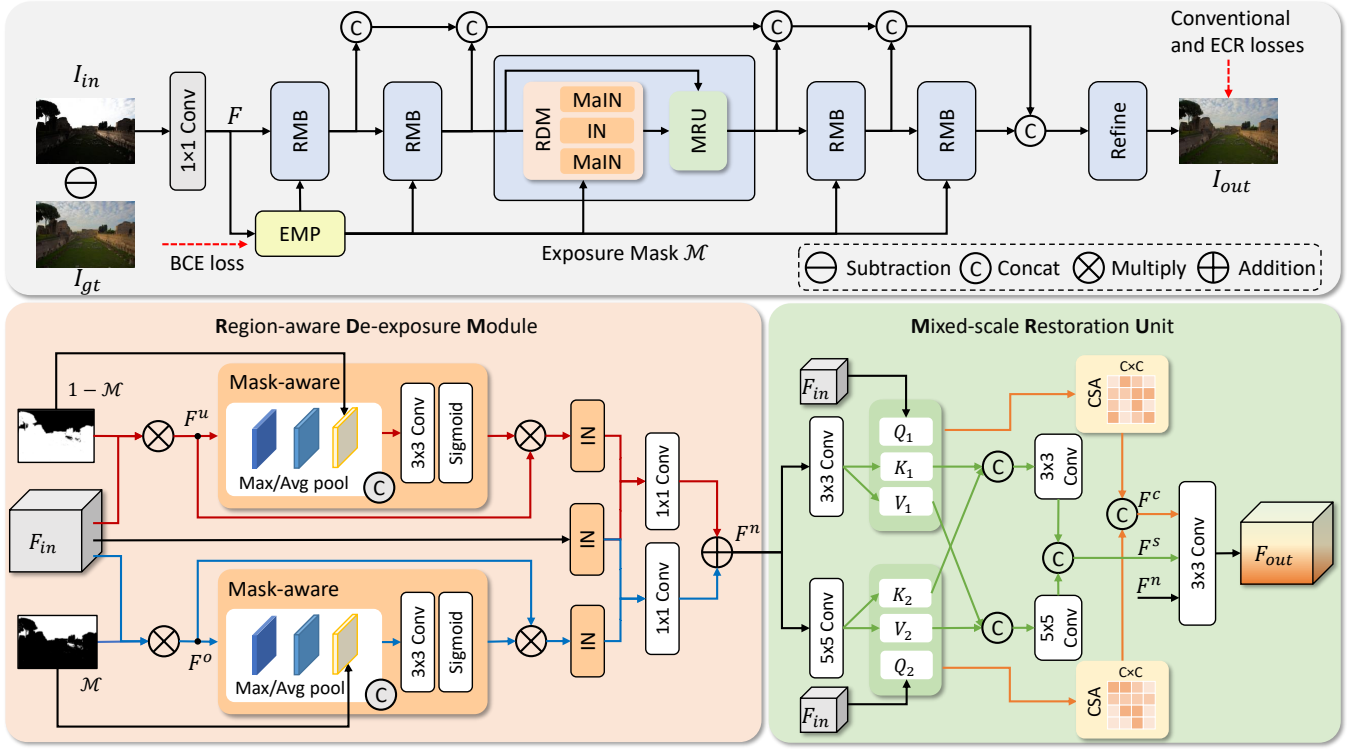 I_in
1×1 Conv
F
RMB
RMB
C
C
RDM
MaIN
IN
MaIN
MRU
C
C
RMB
RMB
C
Refine
Conventional
and ECR losses
I_out
I_gt
BCE loss
EMP
Exposure Mask ℳ
Subtraction
C Concat
Multiply
Addition
Region-aware De-exposure Module
1 − ℳ
F^u
Mask-aware
Max/Avg pool
C
3x3 Conv
Sigmoid
IN
1x1 Conv
F_in
IN
F^n
Mask-aware
Max/Avg pool
C
3x3 Conv
Sigmoid
IN
1x1 Conv
F^o
ℳ
Mixed-scale Restoration Unit
F_in
3x3 Conv
Q_1
K_1
V_1
C
3x3
Conv
C×C
CSA
C
F^c
C
F^s
F^n
3x3 Conv
F_out
5x5 Conv
K_2
V_2
Q_2
C
5x5
Conv
C×C
CSA
F_in